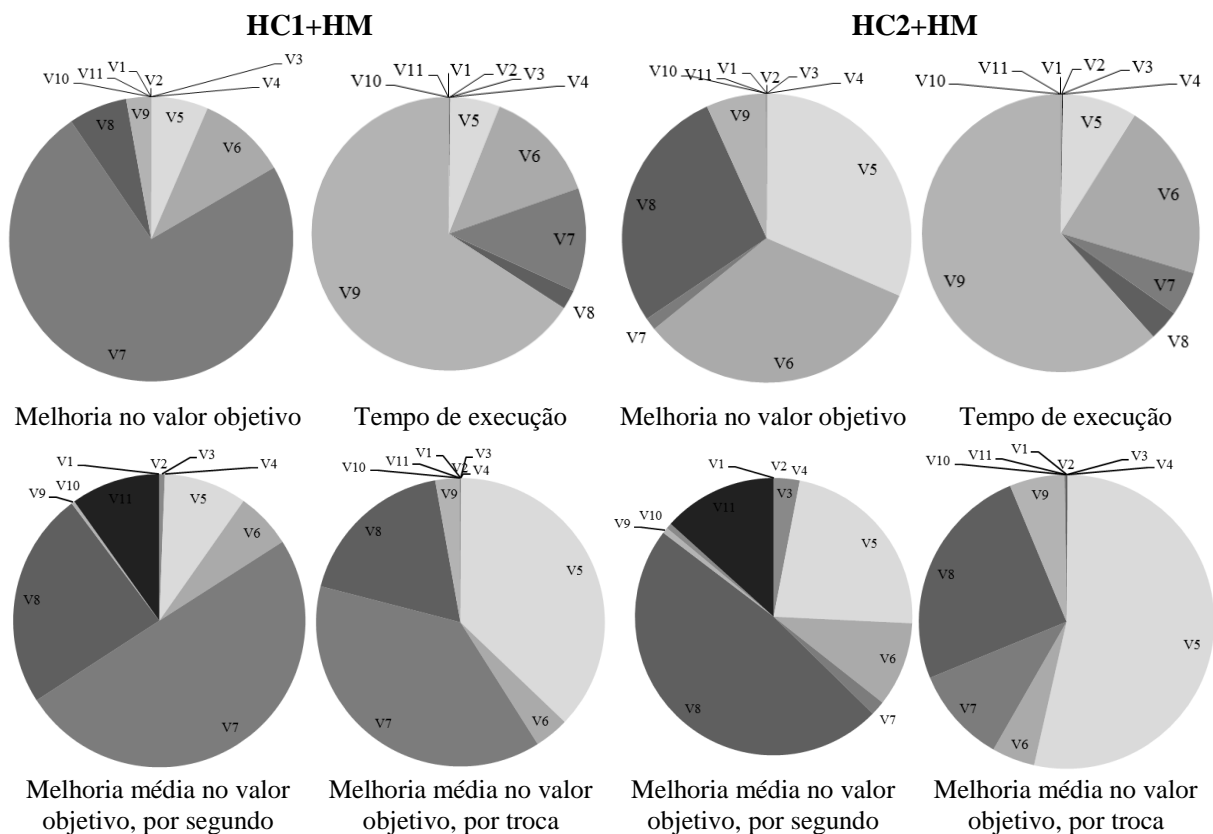 HC1+HM
HC2+HM
V10 V11 V1 V2 V3 V4 V5 V6 V7 V8 V9
V10 V11 V1 V2 V3 V4 V5 V6 V7 V8 V9
V10 V11 V1 V2 V3 V4 V5 V6 V7 V8 V9
V10 V11 V1 V2 V3 V4 V5 V6 V7 V8 V9
Melhoria no valor objetivo
Tempo de execução
Melhoria no valor objetivo
Tempo de execução
V1 V2 V3 V4 V5 V6 V7 V8 V9 V10 V11
V10 V11 V1 V2 V3 V4 V5 V6 V7 V8 V9
V1 V2 V4 V3 V5 V6 V7 V8 V9 V10 V11
V10 V11 V1 V2 V3 V4 V5 V6 V7 V8 V9
Melhoria média no valor
objetivo, por segundo
Melhoria média no valor
objetivo, por troca
Melhoria média no valor
objetivo, por segundo
Melhoria média no valor
objetivo, por troca